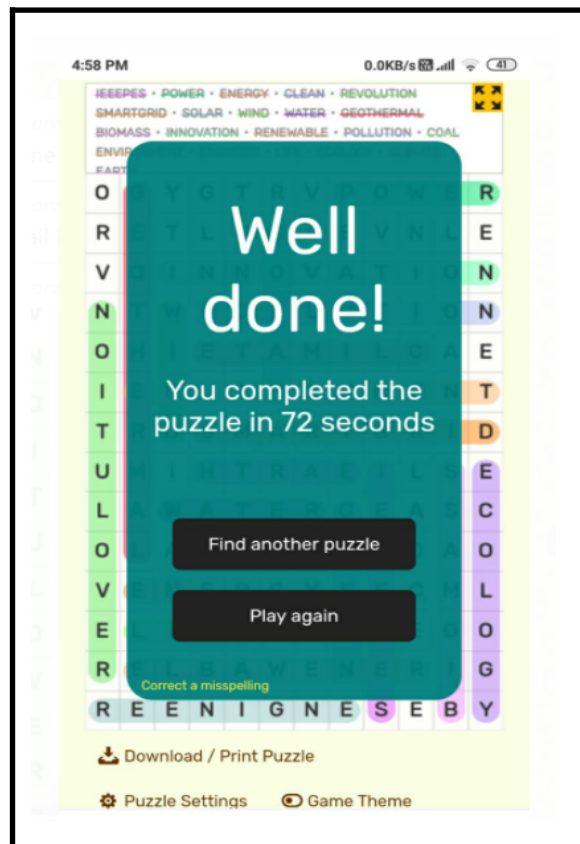 4:58 PM 0.0KB/s 41
IEEEPES • POWER • ENERGY • CLEAN • REVOLUTION
SMARTGRID • SOLAR • WIND • WATER • GEOTHERMAL
BIOMASS • INNOVATION • RENEWABLE • POLLUTION • COAL
EARTH
O G Y G T R V P O W E R
R E T L V N L E
V O I N N O V A T I O N
N T W I O N
O H I E T A M I L C A E
I T
T D
U M I H T R A E I L S E
L A W A T E R C E A S C
O L A O
V E L
E O
R E L B A W E N E R I G
R E E N I G N E S E B Y
Well
done!
You completed the
puzzle in 72 seconds
Find another puzzle
Play again
Correct a misspelling
Download / Print Puzzle
Puzzle Settings Game Theme